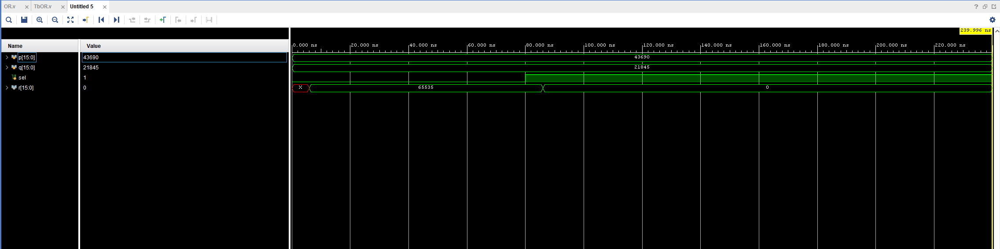 OR.v × TbOR.v × Untitled 5 ×
?
239.996 ns
Name Value
0.000 ns 20.000 ns 40.000 ns 60.000 ns 80.000 ns 100.000 ns 120.000 ns 140.000 ns 160.000 ns 180.000 ns 200.000 ns 220.000 ns
p[15:0] 43690 43690
q[15:0] 21845 21845
sel 1
r[15:0] 0 X 65535 0